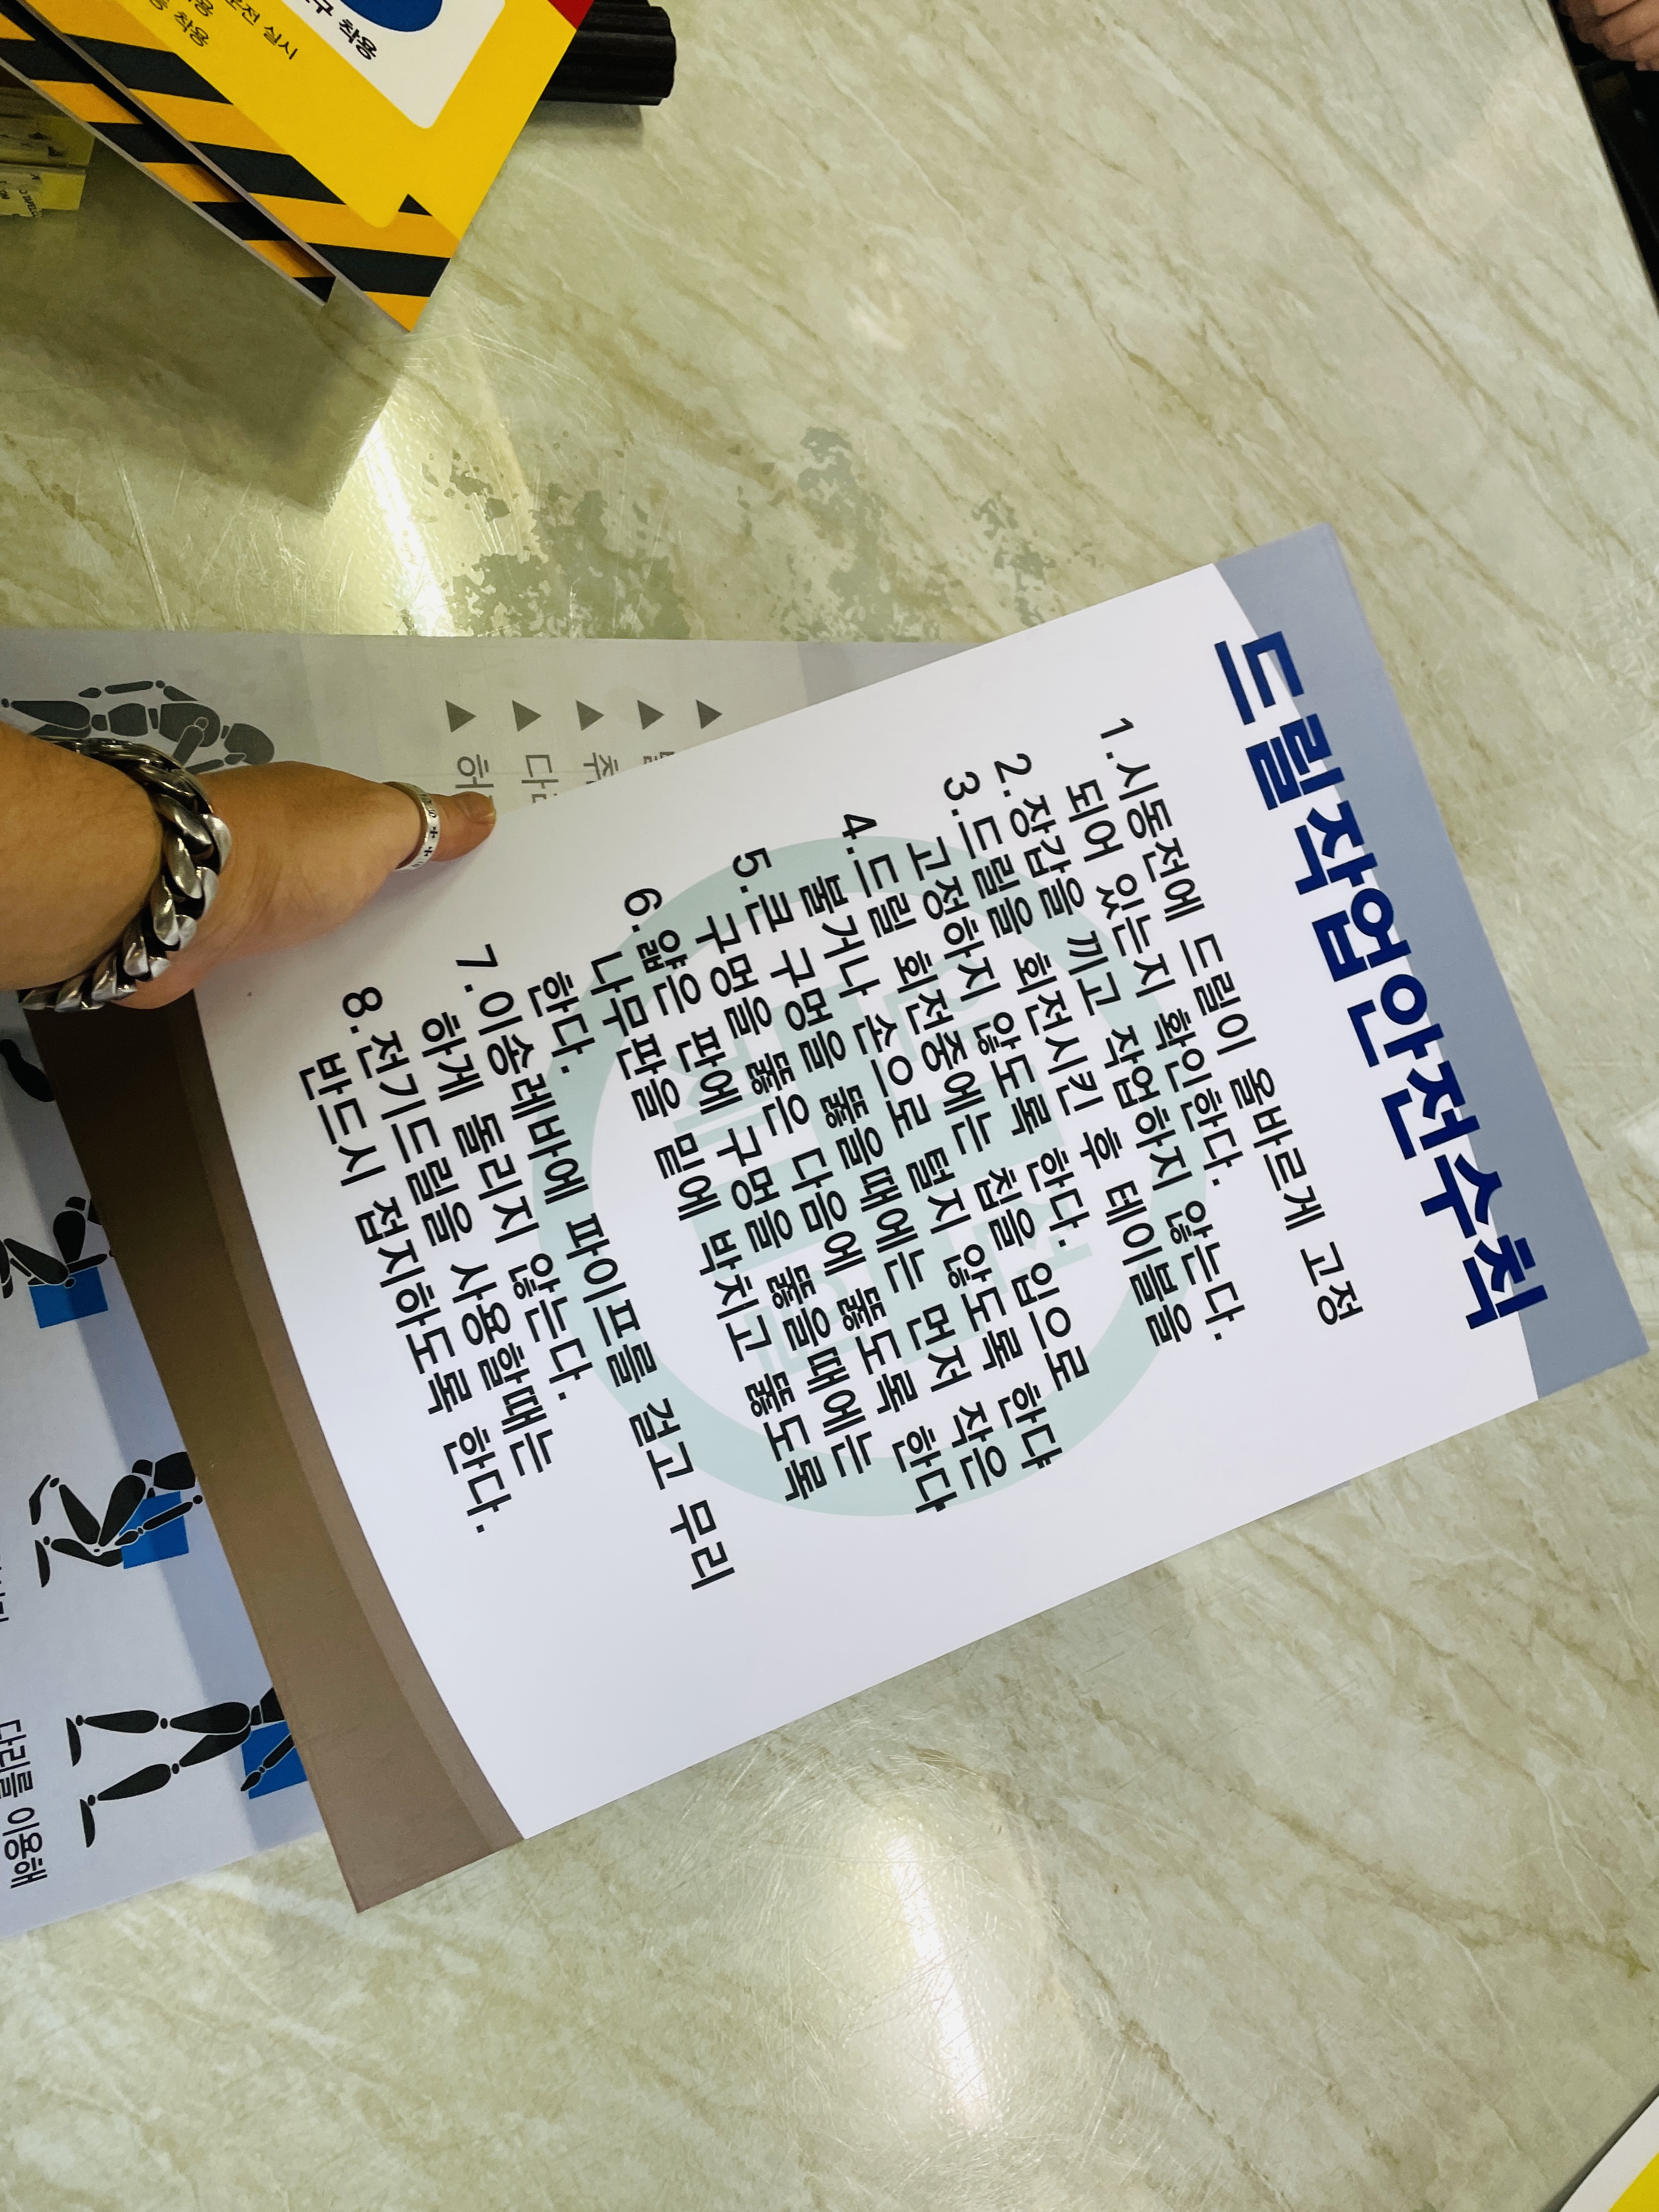 드릴작업안전수칙
1.시동전에 드릴이 올바르게 고정
되어 있는지 확인한다.
2.장갑을 끼고 작업하지 않는다.
3.드릴을 회전시킨 후 테이블을
고정하지 않도록 한다.
4.드릴 회전중에는 칩을 입으로
불거나 손으로 털지 않도록 한다
5.큰 구멍을 뚫을때에는 먼저 작은
구멍을 뚫은 다음에 뚫도록 한다
6.얇은 판에 구멍을 뚫을때에는
나무판을 밑에 받치고 뚫도록
한다.
7.이송레바에 파이프를 걸고 무리
하게 돌리지 않는다.
8.전기드릴을 사용할때는
반드시 접지하도록 한다.
다리를 이용해
착용
실시
착용